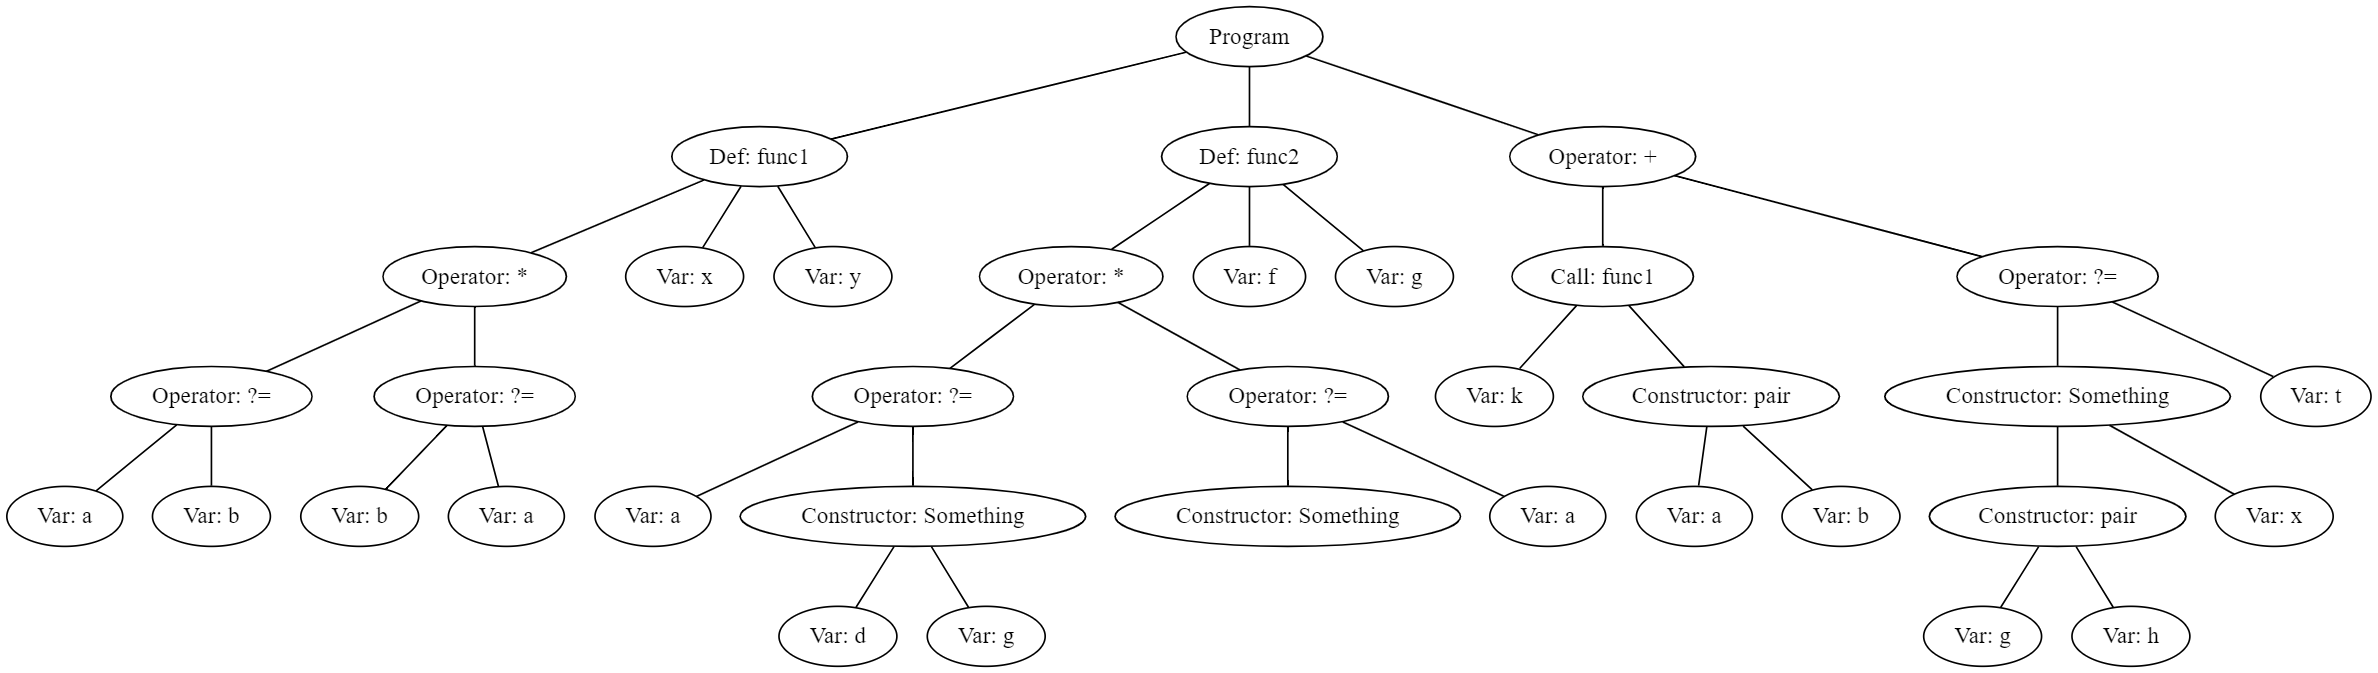 Program
Def: func1
Def: func2
Operator: +
Operator: *
Var: x
Var: y
Operator: *
Var: f
Var: g
Call: func1
Operator: ?=
Operator: ?=
Operator: ?=
Operator: ?=
Operator: ?=
Var: k
Constructor: pair
Constructor: Something
Var: t
Var: a
Var: b
Var: b
Var: a
Var: a
Constructor: Something
Constructor: Something
Var: a
Var: a
Var: b
Constructor: pair
Var: x
Var: d
Var: g
Var: g
Var: h